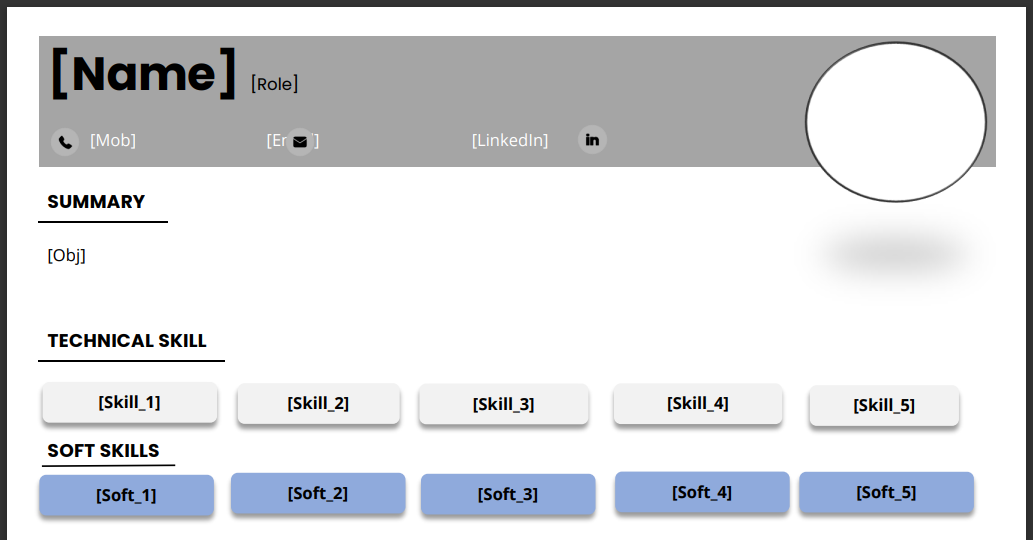 [Name] [Role]
[Mob] [LinkedIn] in
SUMMARY
[Obj]
TECHNICAL SKILL
[Skill_1] [Skill_2] [Skill_3] [Skill_4] [Skill_5]
SOFT SKILLS
[Soft_1] [Soft_2] [Soft_3] [Soft_4] [Soft_5]